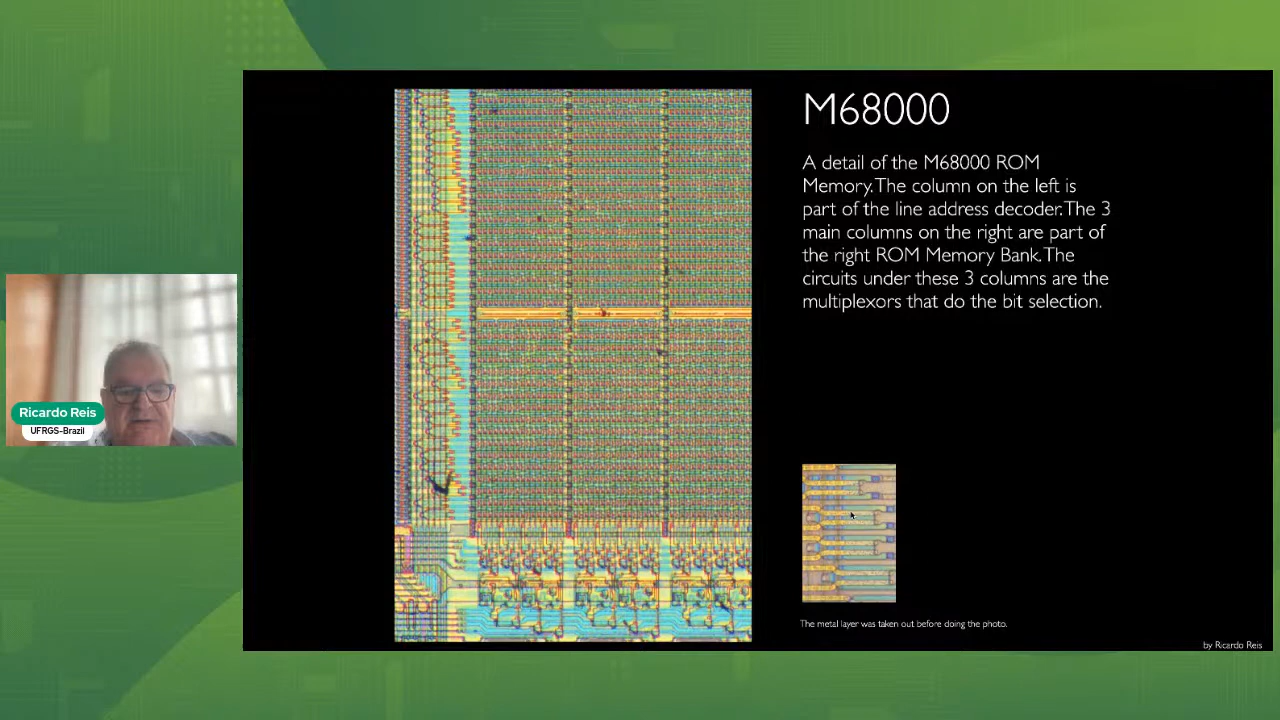 M68000
A detail of the M68000 ROM
Memory. The column on the left is
part of the line address decoder. The 3
main columns on the right are part of
the right ROM Memory Bank. The
circuits under these 3 columns are the
multiplexors that do the bit selection.
Ricardo Reis
UFRGS-Brazil
The metal layer was taken out before doing the photo.
by Ricardo Reis